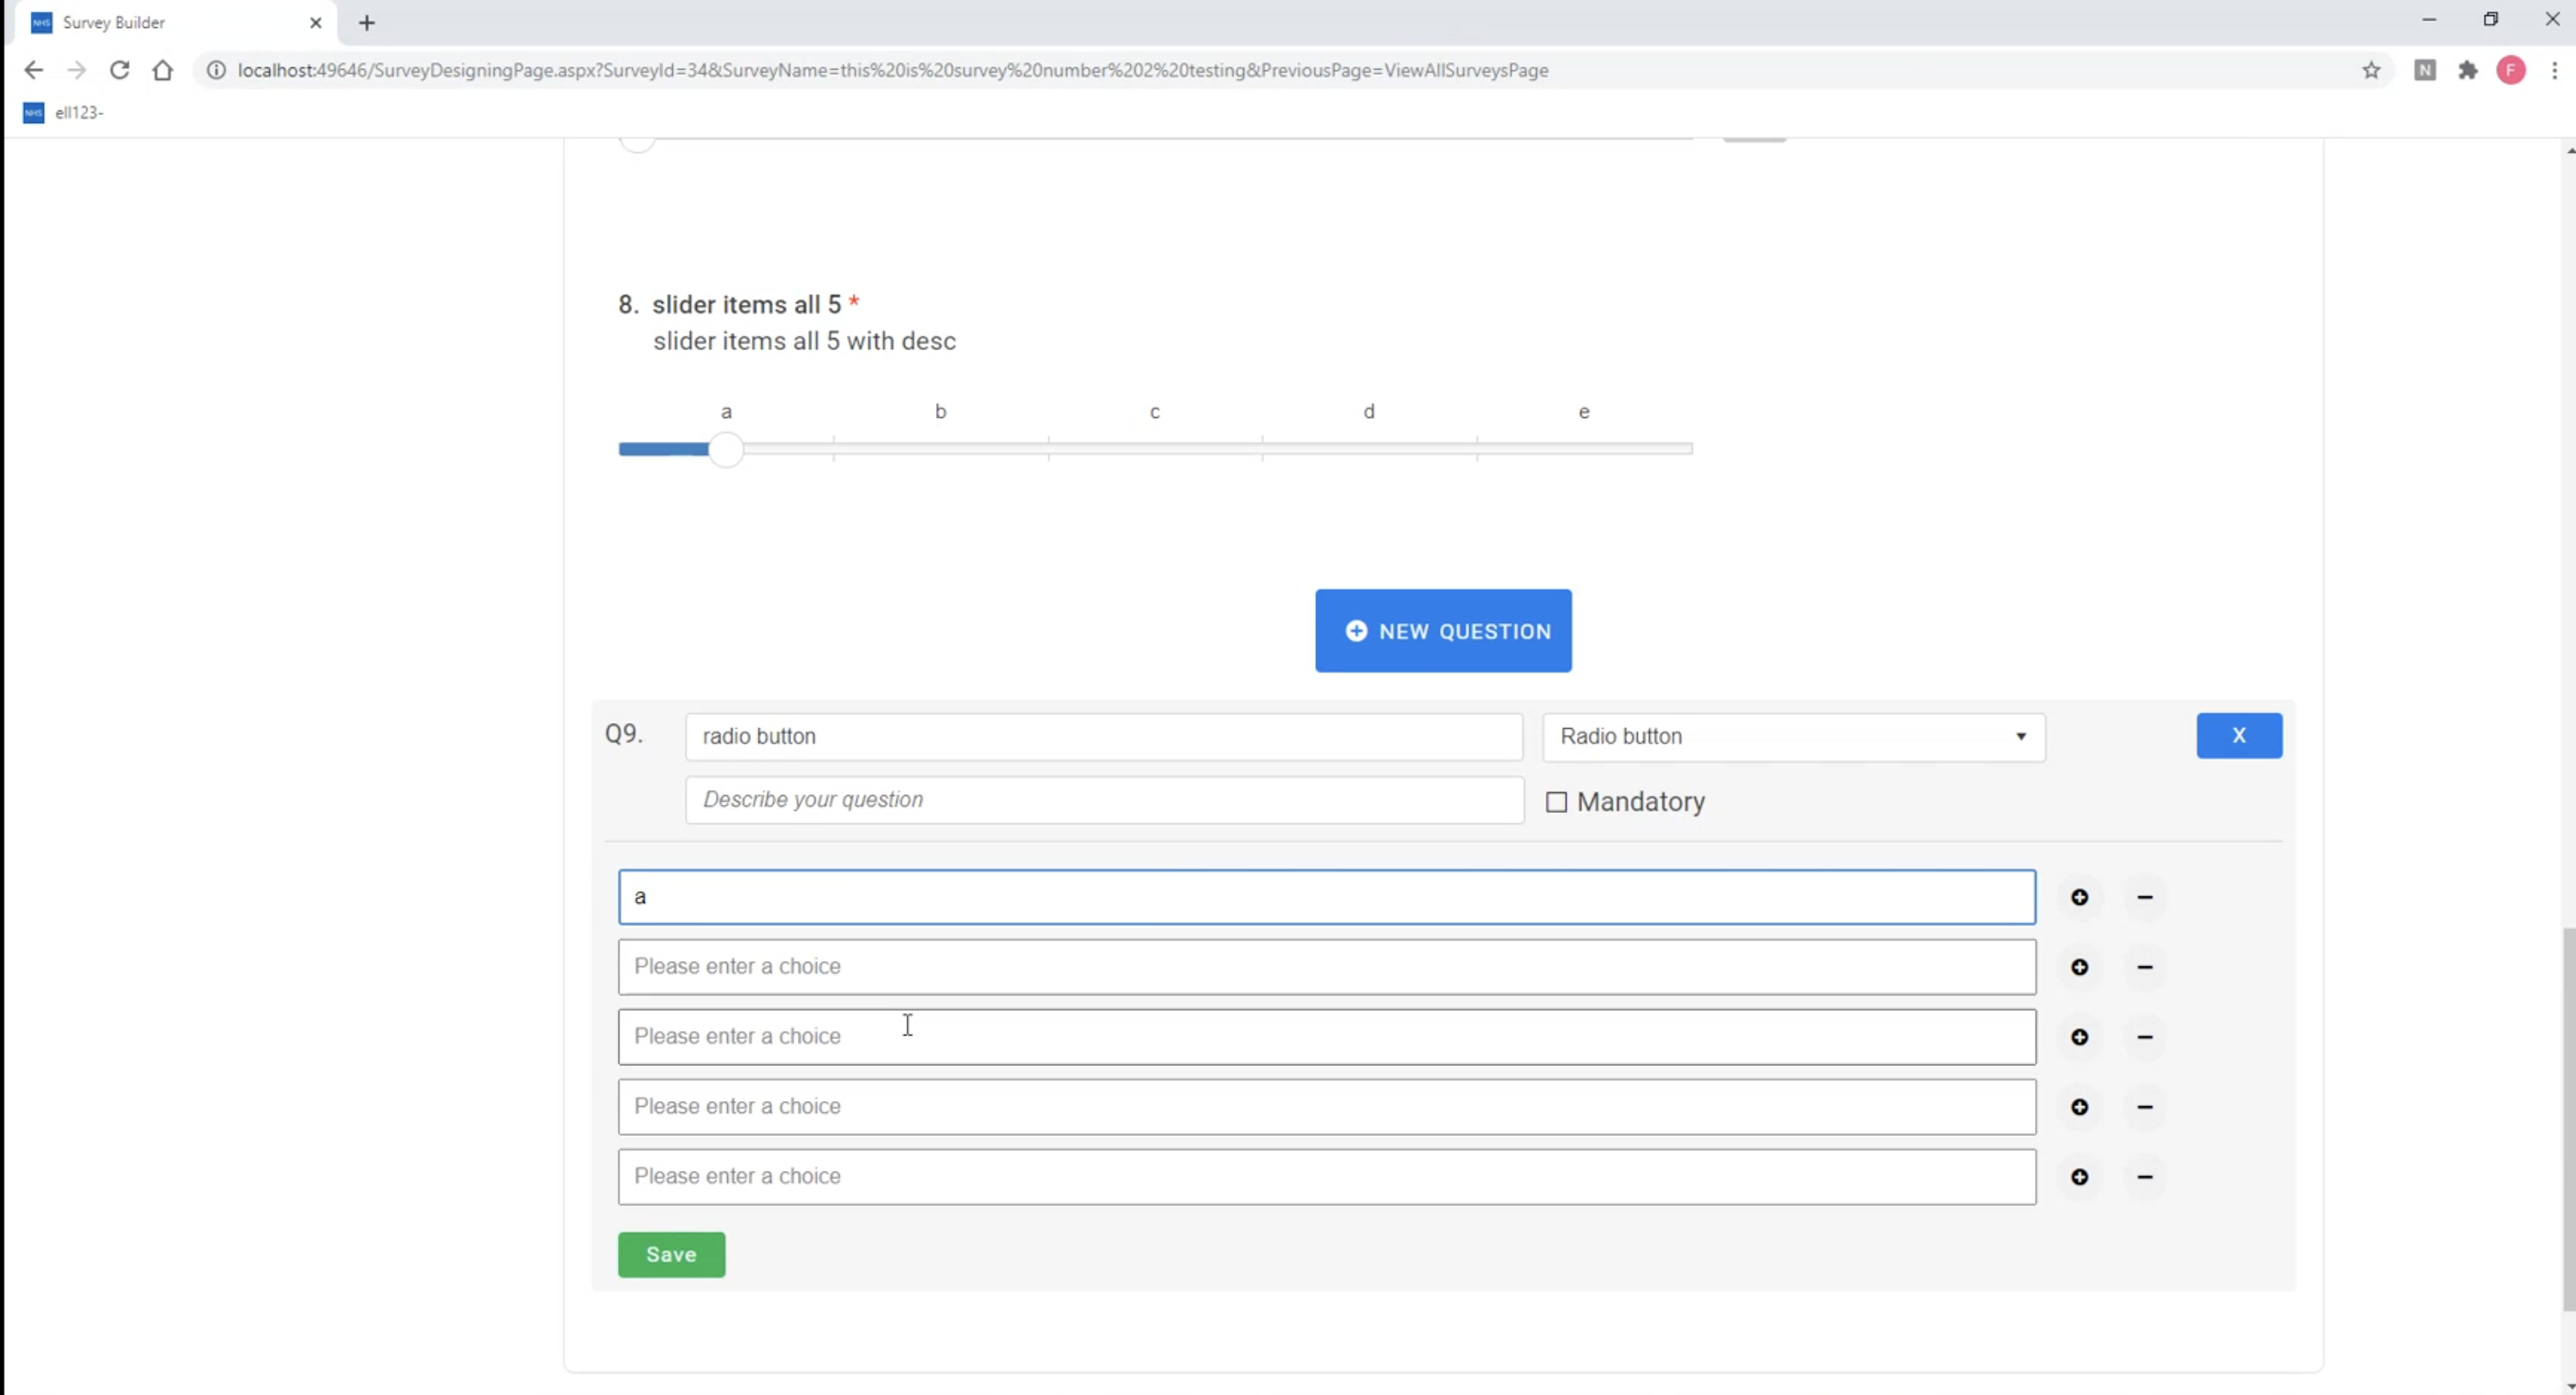 NHS Survey Builder
localhost:49646/SurveyDesigningPage.aspx?SurveyId=34&SurveyName=this%20is%20survey%20number%202%20testing&PreviousPage=ViewAllSurveysPage
N
F
NHS ell123-
8. slider items all 5 *
slider items all 5 with desc
a b c d e
NEW QUESTION
Q9. radio button Radio button X
Describe your question Mandatory
a
Please enter a choice
Please enter a choice
Please enter a choice
Please enter a choice
Save